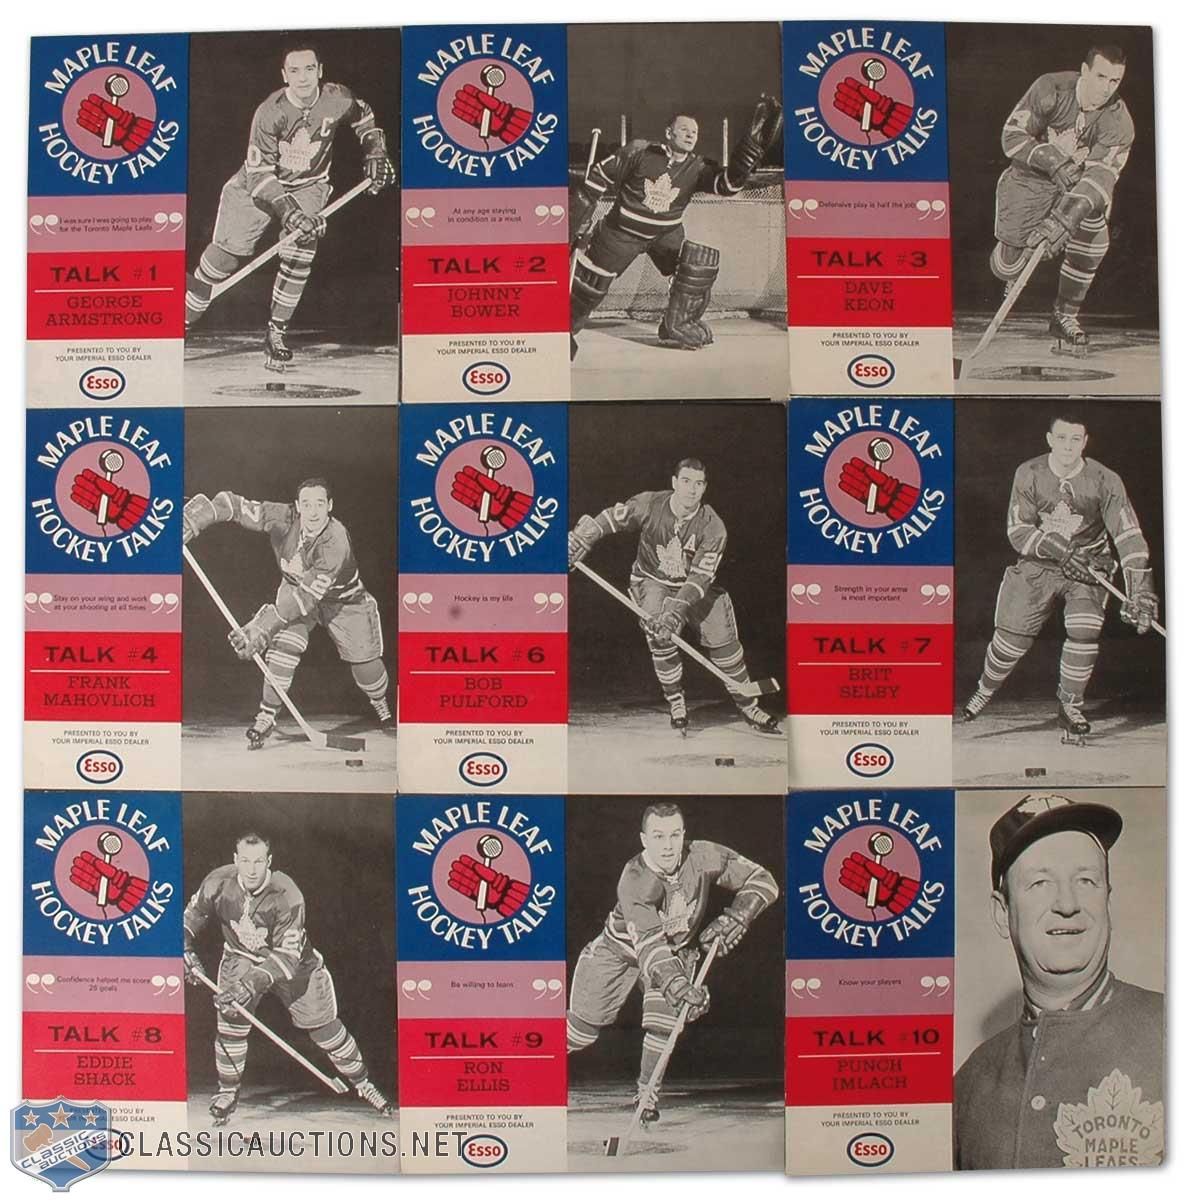 MAPLE LEAF
HOCKEY TALKS
I was sure I was going to play
for the Toronto Maple Leafs
TALK #1
GEORGE
ARMSTRONG
PRESENTED TO YOU BY
YOUR IMPERIAL ESSO DEALER
Esso
MAPLE LEAF
HOCKEY TALKS
At any age staying
in condition is a must
TALK #2
JOHNNY
BOWER
PRESENTED TO YOU BY
YOUR IMPERIAL ESSO DEALER
Esso
MAPLE LEAF
HOCKEY TALKS
Defensive play is half the job
TALK #3
DAVE
KEON
PRESENTED TO YOU BY
YOUR IMPERIAL ESSO DEALER
Esso
MAPLE LEAF
HOCKEY TALKS
Stay on your wing and work
at your shooting at all times
TALK #4
FRANK
MAHOVLICH
PRESENTED TO YOU BY
YOUR IMPERIAL ESSO DEALER
Esso
MAPLE LEAF
HOCKEY TALKS
Hockey is my life
TALK #6
BOB
PULFORD
PRESENTED TO YOU BY
YOUR IMPERIAL ESSO DEALER
Esso
MAPLE LEAF
HOCKEY TALKS
Strength in your arms
is most important
TALK #7
BRIT
SELBY
PRESENTED TO YOU BY
YOUR IMPERIAL ESSO DEALER
Esso
MAPLE LEAF
HOCKEY TALKS
Confidence helped me score
26 goals
TALK #8
EDDIE
SHACK
TO YOU BY
ESSO DEALER
Esso
MAPLE LEAF
HOCKEY TALKS
Be willing to learn
TALK #9
RON
ELLIS
PRESENTED TO YOU BY
YOUR IMPERIAL ESSO DEALER
Esso
MAPLE LEAF
HOCKEY TALKS
Know your players
TALK #10
PUNCH
IMLACH
PRESENTED TO YOU BY
YOUR IMPERIAL ESSO DEALER
Esso
TORONTO
MAPLE
LEAFS
CLASSIC
AUCTIONS
CLASSICAUCTIONS.NET